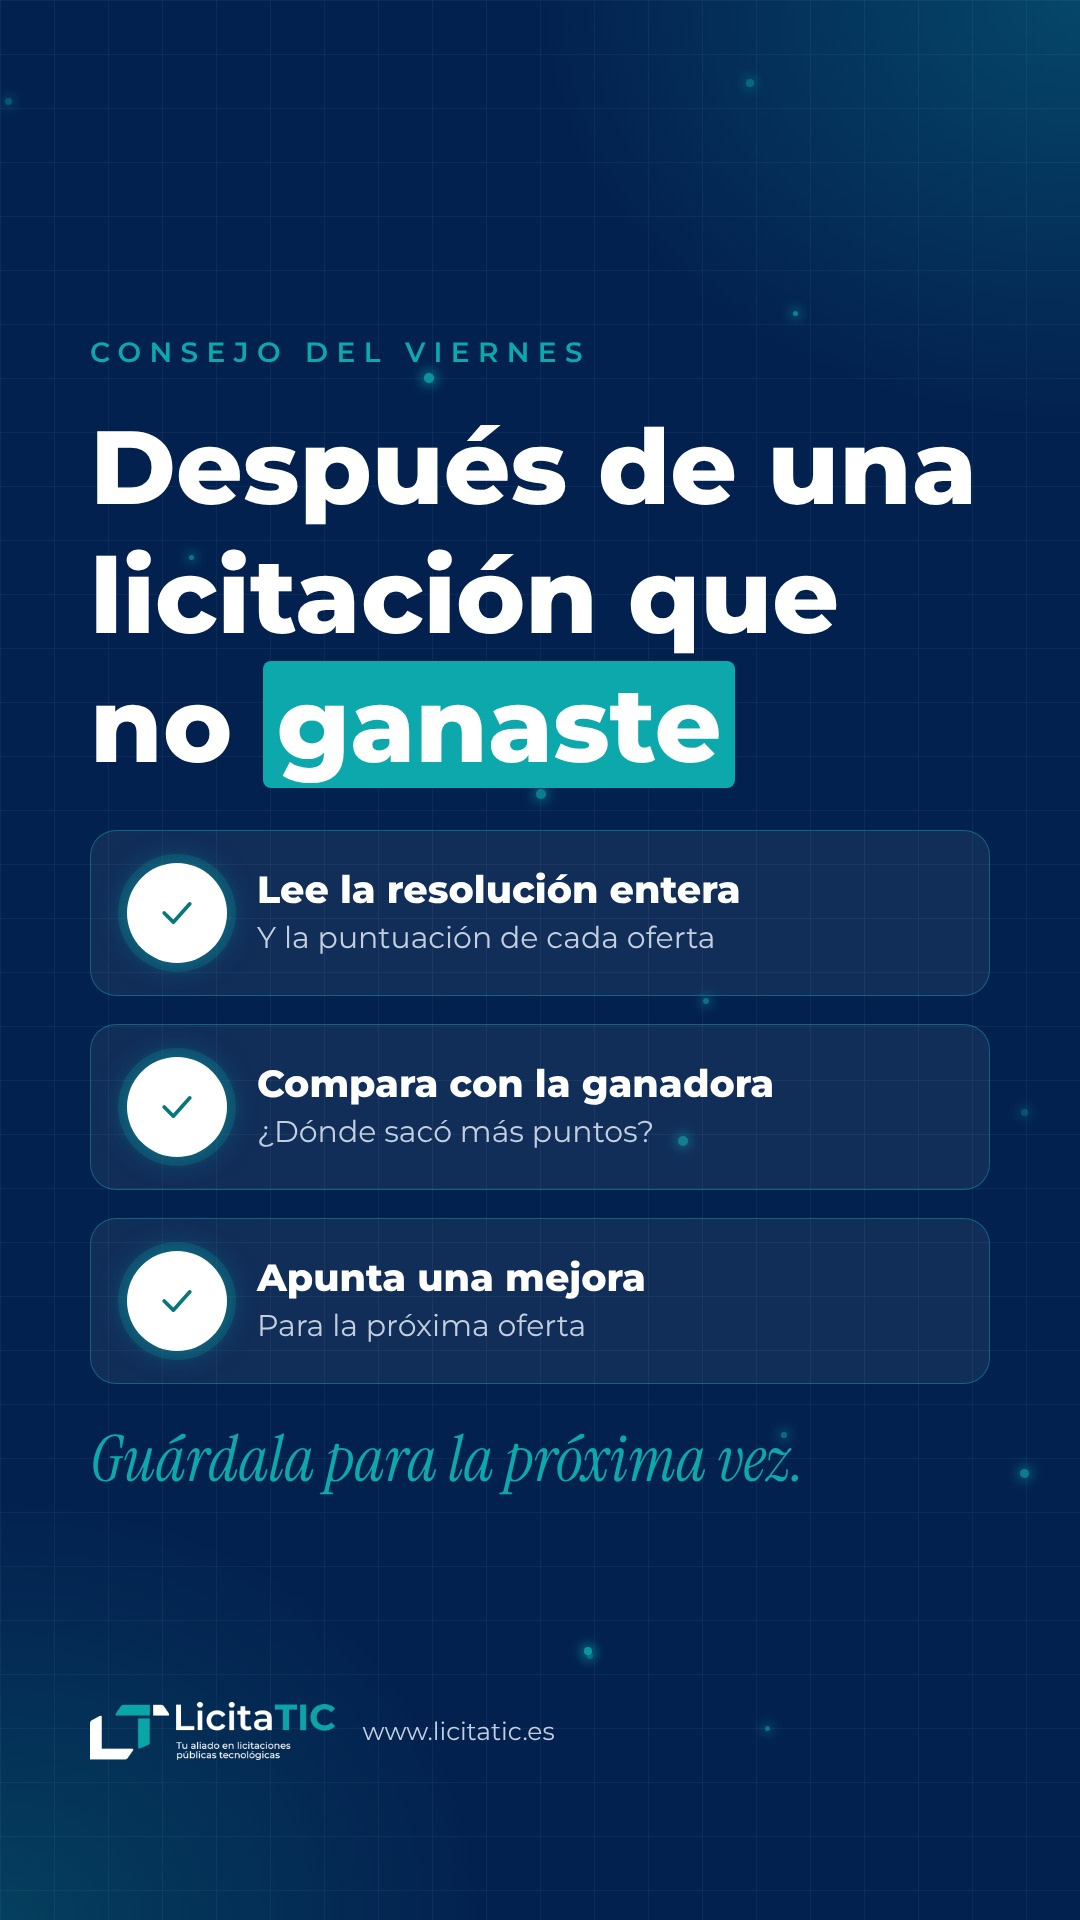 CONSEJO DEL VIERNES
Después de una
licitación que
no ganaste
Lee la resolución entera
Y la puntuación de cada oferta
Compara con la ganadora
¿Dónde sacó más puntos?
Apunta una mejora
Para la próxima oferta
Guárdala para la próxima vez.
LicitaTIC
Tu aliado en licitaciones
públicas tecnológicas
www.licitatic.es